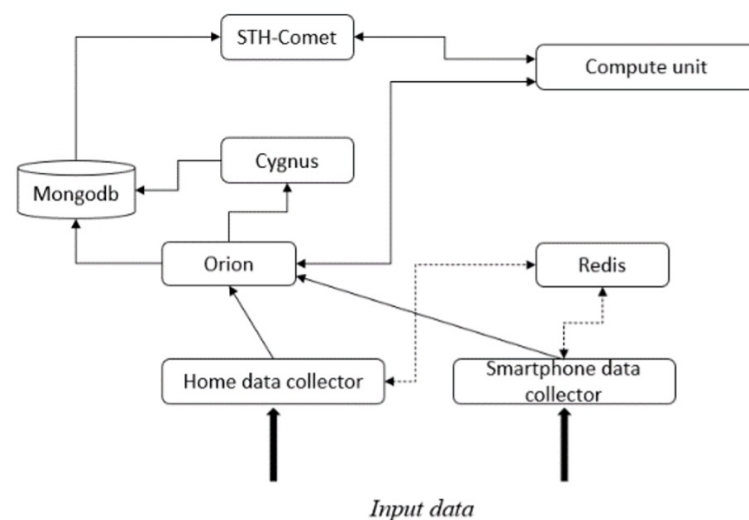 STH-Comet
Compute unit
Cygnus
Mongodb
Orion
Redis
Home data collector
Smartphone data
collector
Input data